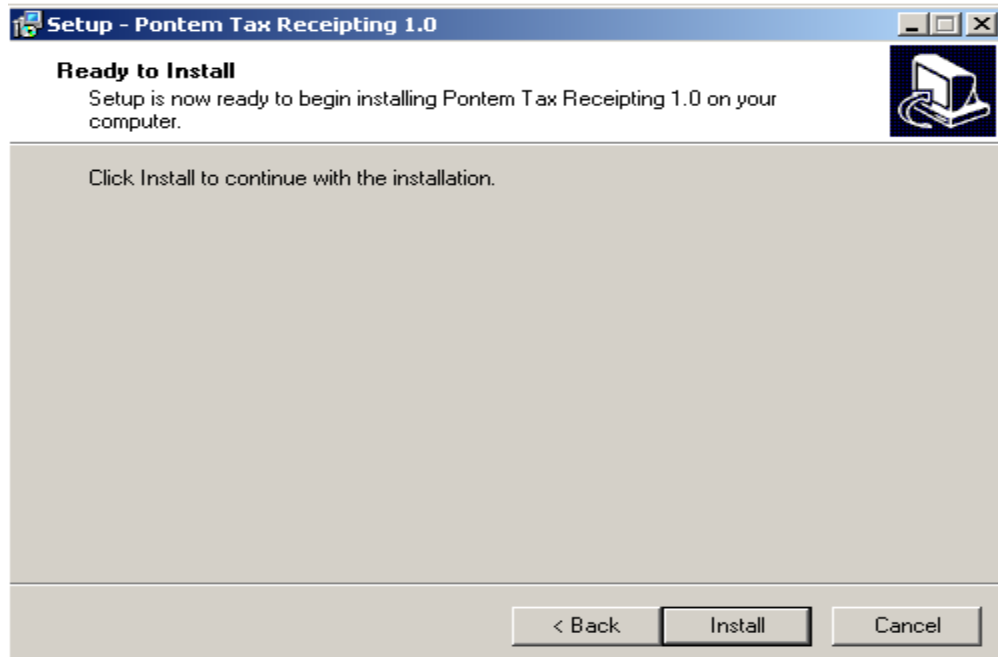 Setup - Pontem Tax Receipting 1.0
Ready to Install
Setup is now ready to begin installing Pontem Tax Receipting 1.0 on your
computer.
Click Install to continue with the installation.
< Back Install Cancel